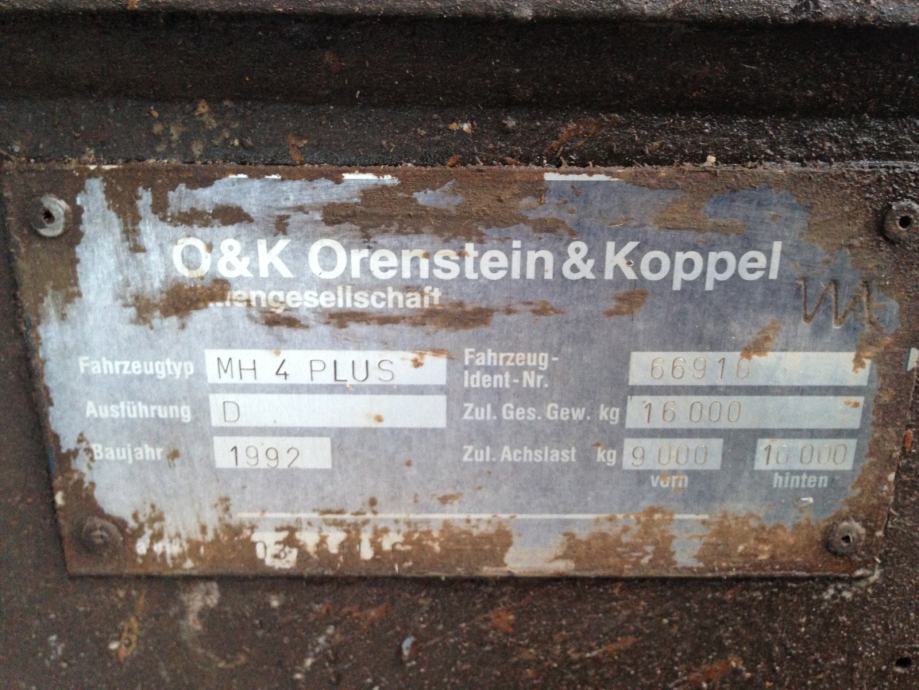 O&K Orenstein&Koppel
Fahrzeugtyp MH 4 PLUS
Fahrzeug-
Ident-Nr. 66916
Ausführung D
Zul. Ges. Gew. kg 16 000
Baujahr 1992
Zul. Achslast kg 9 000 10 000
vorn hinten